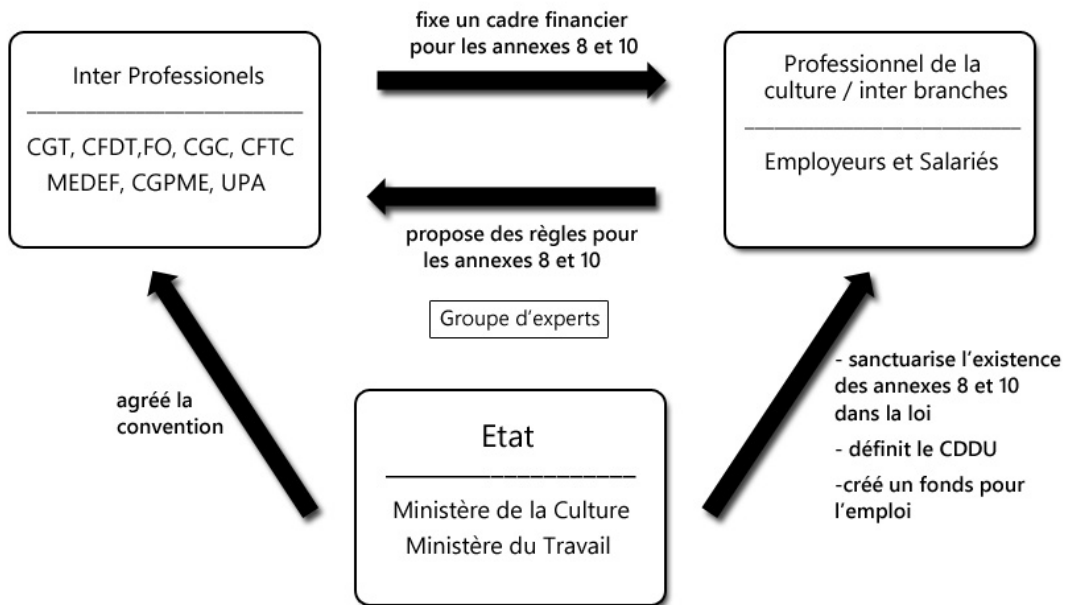 fixe un cadre financier
pour les annexes 8 et 10
Inter Professionels
CGT, CFDT,FO, CGC, CFTC
MEDEF, CGPME, UPA
Professionnel de la
culture / inter branches
Employeurs et Salariés
propose des règles pour
les annexes 8 et 10
Groupe d'experts
agréé la
convention
Etat
Ministère de la Culture
Ministère du Travail
- sanctuarise l'existence
des annexes 8 et 10
dans la loi
- définit le CDDU
-créé un fonds pour
l'emploi